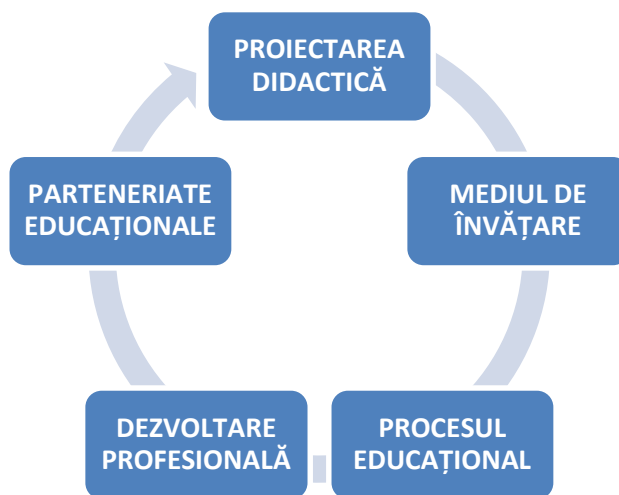 PROIECTAREA
DIDACTICĂ
MEDIUL DE
ÎNVĂȚARE
PROCESUL
EDUCAȚIONAL
DEZVOLTARE
PROFESIONALĂ
PARTENERIATE
EDUCAȚIONALE